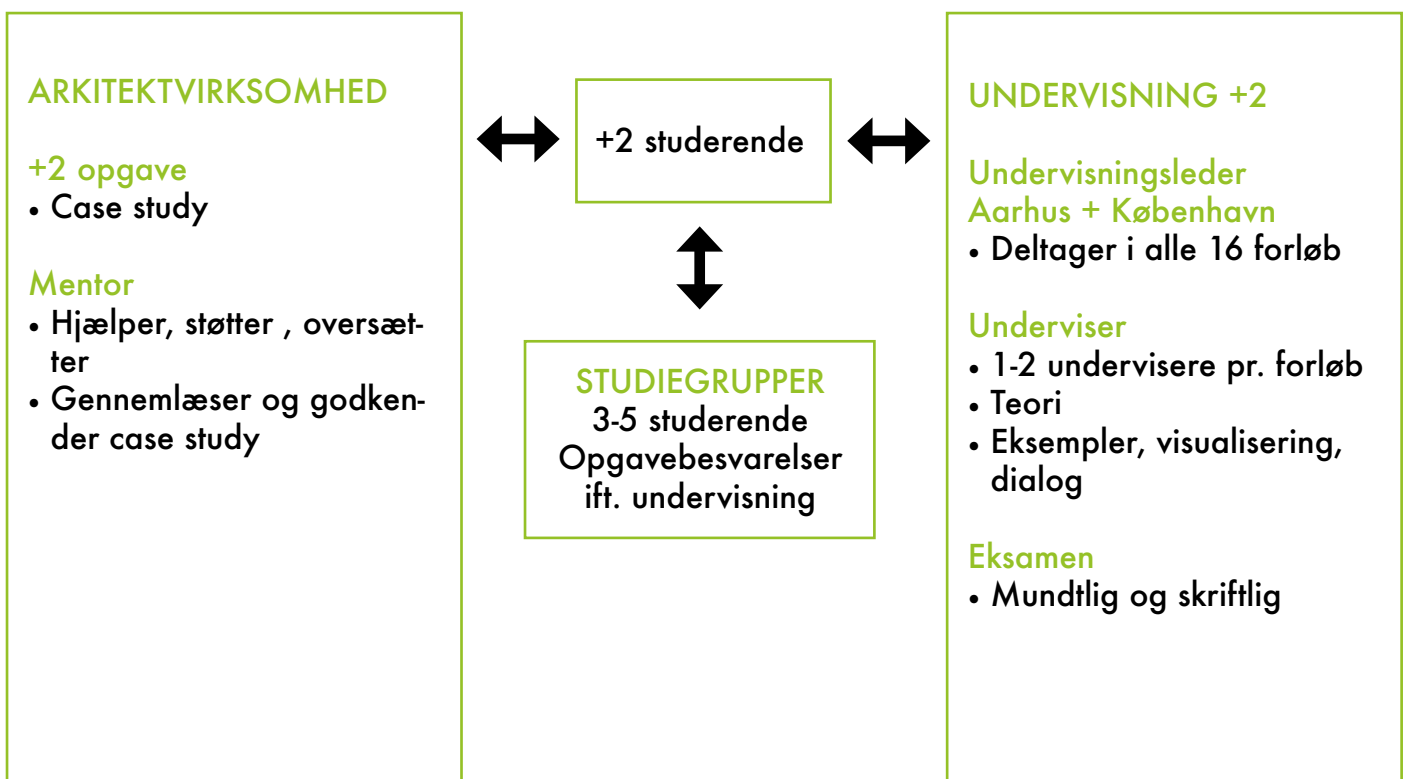 ARKITEKTVIRKSOMHED
+2 opgave
• Case study
Mentor
• Hjælper, støtter , oversæt-
ter
• Gennemlæser og godken-
der case study
+2 studerende
STUDIEGRUPPER
3-5 studerende
Opgavebesvarelser
ift. undervisning
UNDERVISNING +2
Undervisningsleder
Aarhus + København
• Deltager i alle 16 forløb
Underviser
• 1-2 undervisere pr. forløb
• Teori
• Eksempler, visualisering,
dialog
Eksamen
• Mundtlig og skriftlig